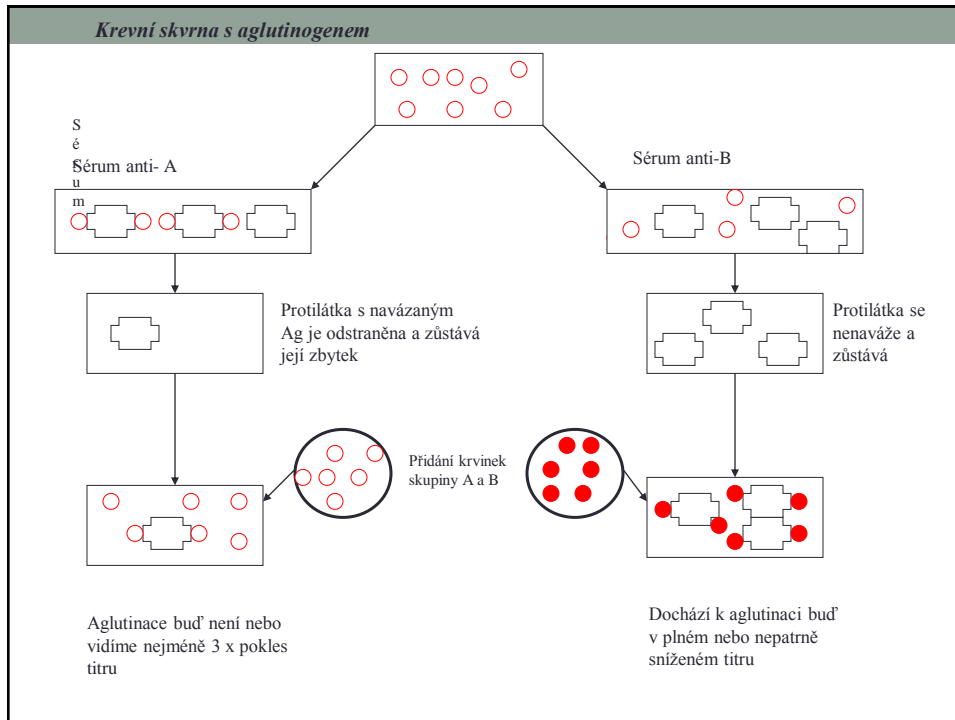 Krevní skvrna s aglutinogenem
Sérum
Sérum anti- A
Sérum anti-B
Protilátka s navázaným
Ag je odstraněna a zůstává
její zbytek
Protilátka se
nenaváže a
zůstává
Přidání krvinek
skupiny A a B
Aglutinace buď není nebo
vidíme nejméně 3 x pokles
titru
Dochází k aglutinaci buď
v plném nebo nepatrně
sníženém titru